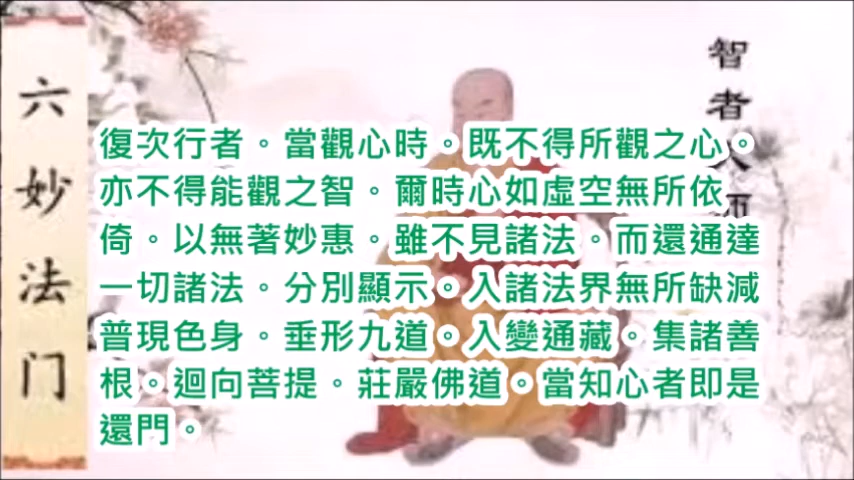 六妙法门
智者大师
復次行者。當觀心時。既不得所觀之心。
亦不得能觀之智。爾時心如虛空無所依
倚。以無著妙惠。雖不見諸法。而還通達
一切諸法。分別顯示。入諸法界無所缺減
普現色身。垂形九道。入變通藏。集諸善
根。迴向菩提。莊嚴佛道。當知心者即是
還門。